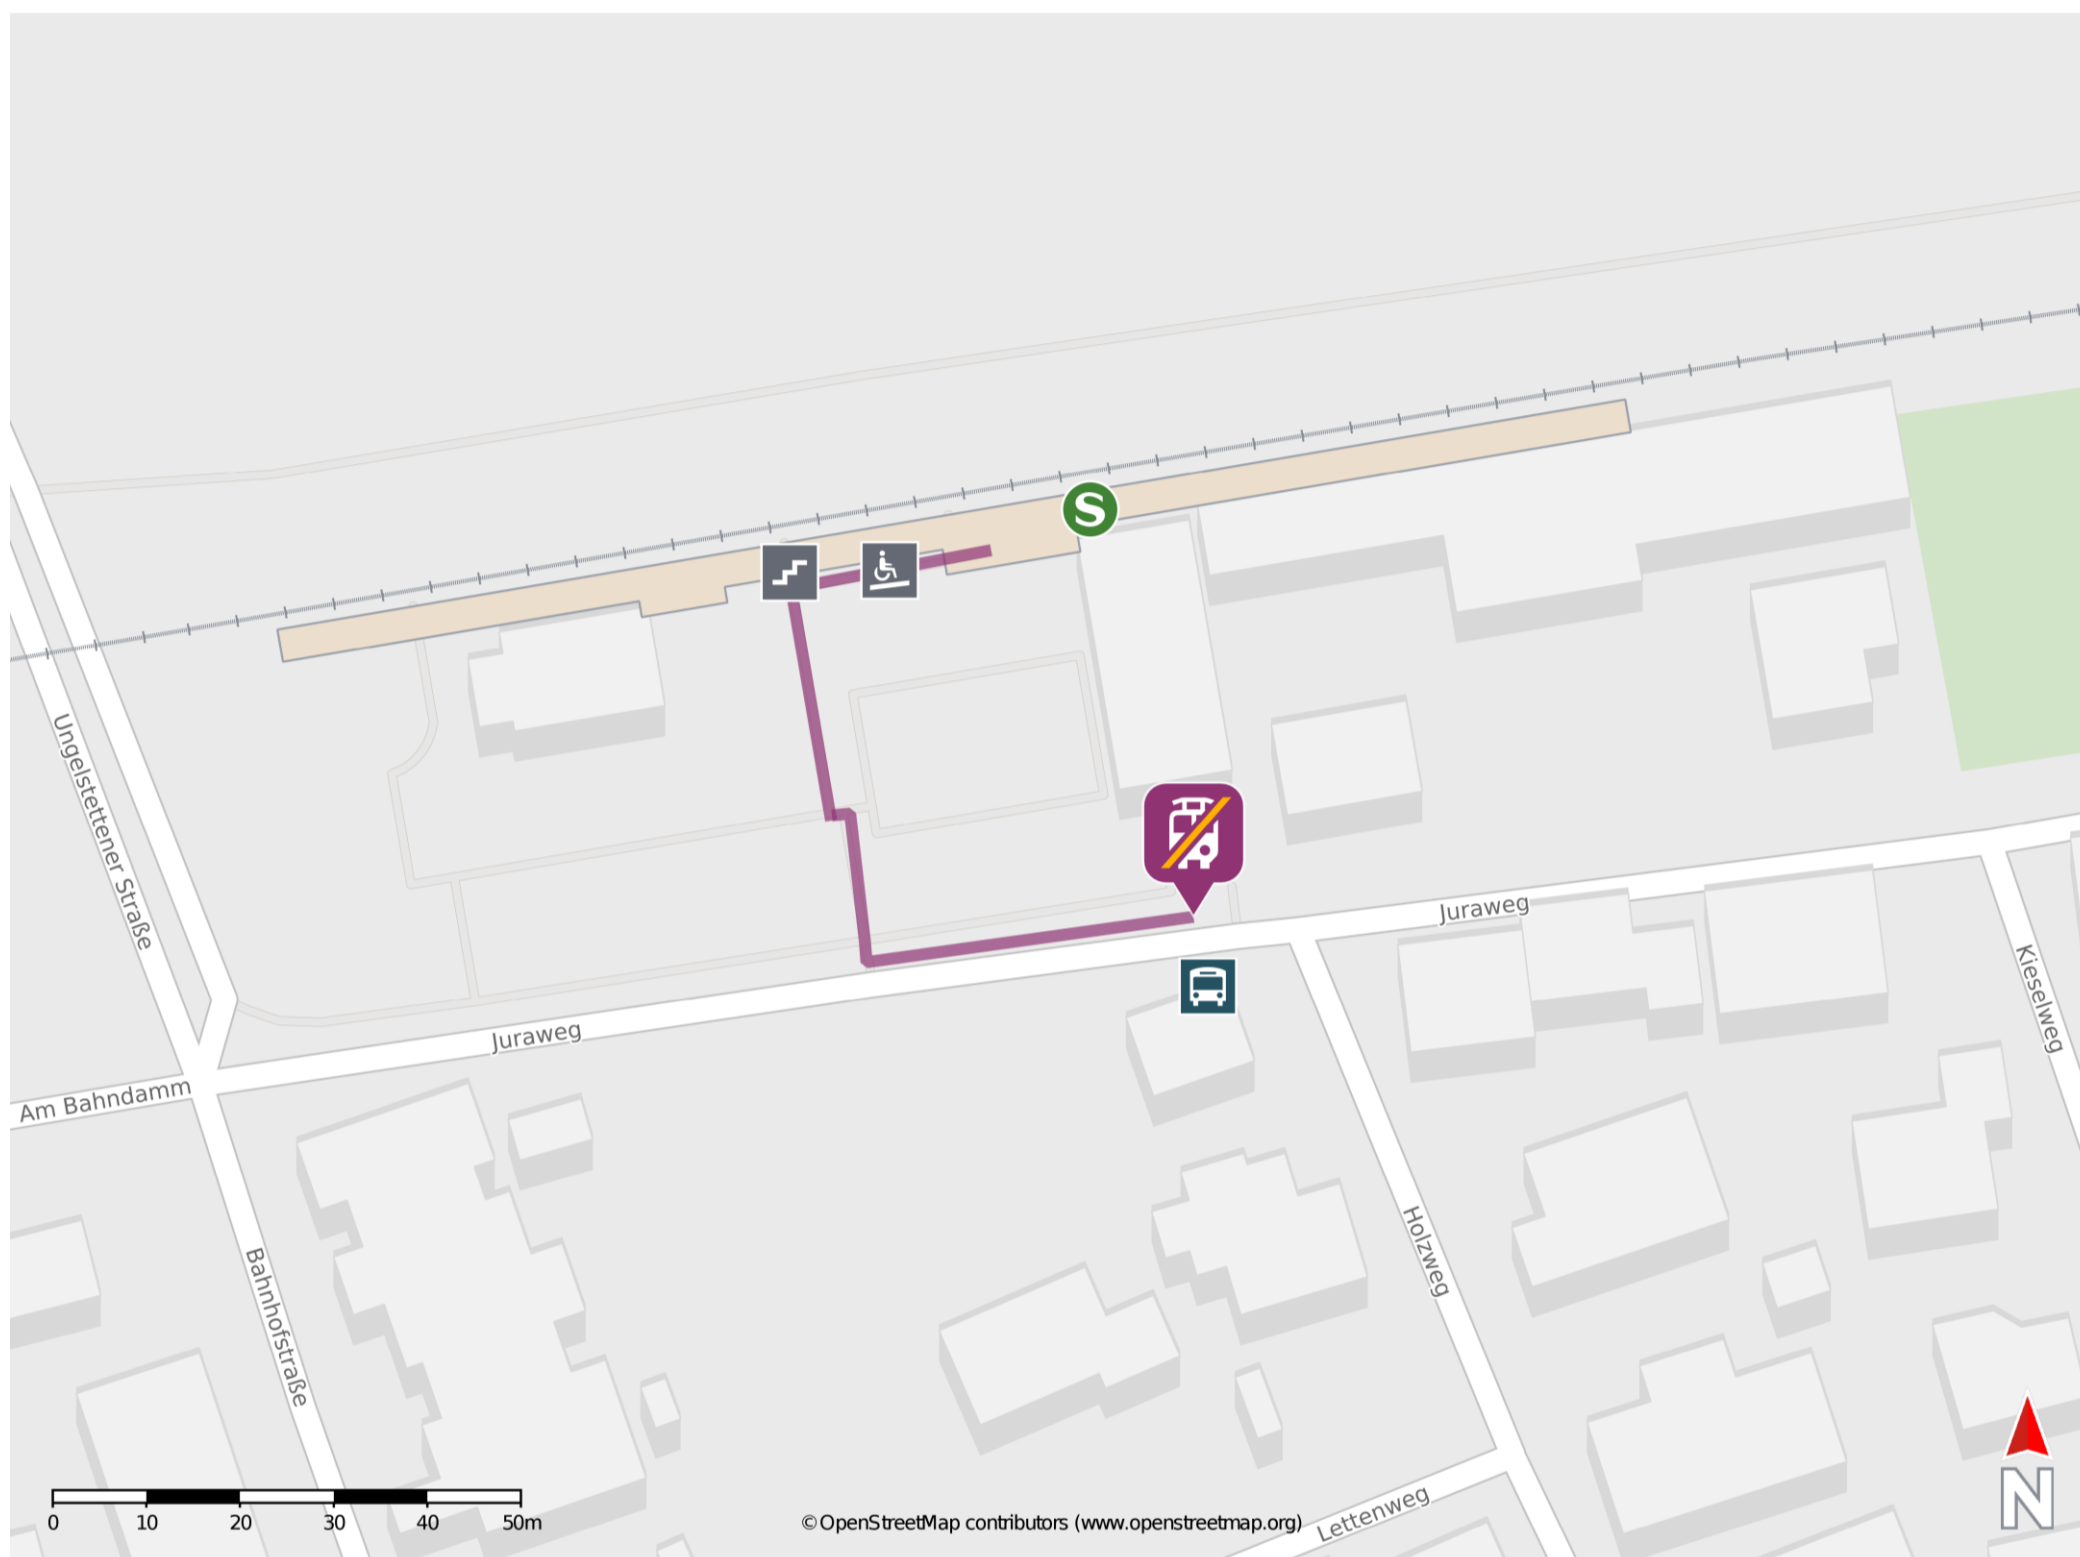 S
Ungelstettener Straße
Juraweg
Kieselweg
Juraweg
Am Bahndamm
Holzweg
Bahnhofstraße
Lettenweg
N
0 10 20 30 40 50m
©OpenStreetMap contributors (www.openstreetmap.org)